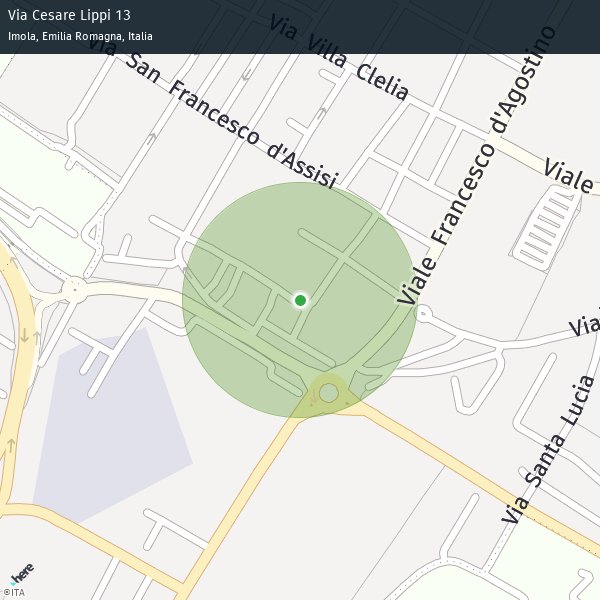 Via Cesare Lippi 13
Imola, Emilia Romagna, Italia
Via San Francesco d'Assisi
Via Villa Clelia
Viale Francesco d'Agostino
Viale
Via Santa Lucia
here
©ITA